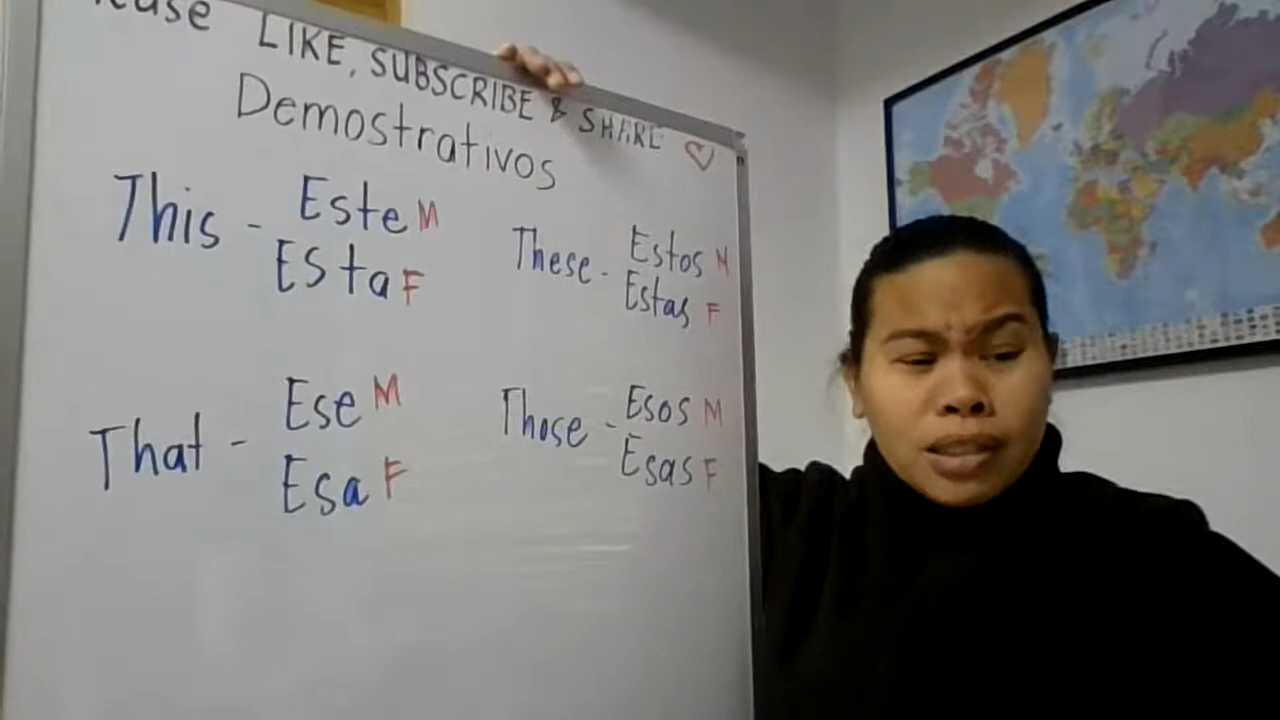 LIKE, SUBSCRIBE & SHARE ♡
Demostrativos
This - Este M
Esta F
These - Estos M
Estas F
That - Ese M
Esa F
Those - Esos M
Esas F